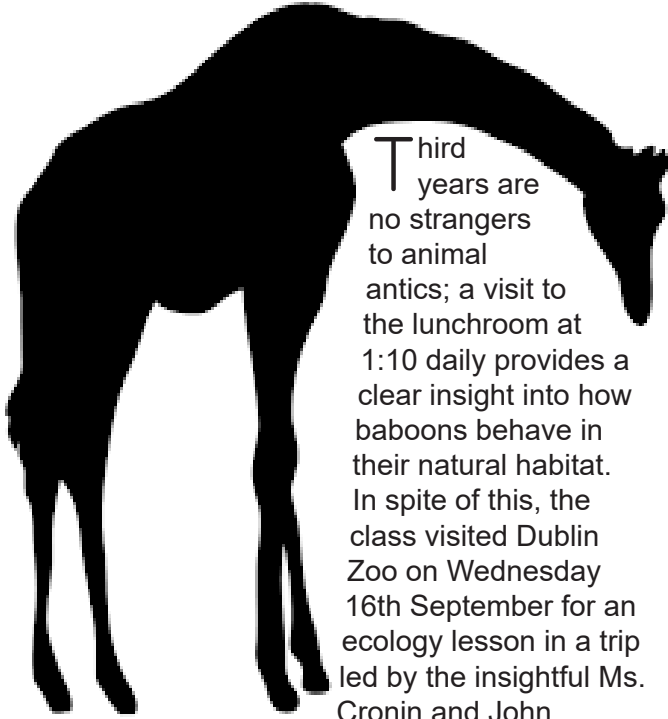 Third
years are
no strangers
to animal
antics; a visit to
the lunchroom at
1:10 daily provides a
clear insight into how
baboons behave in
their natural habitat.
In spite of this, the
class visited Dublin
Zoo on Wednesday
16th September for an
ecology lesson in a trip
led by the insightful Ms.
Cronin and John